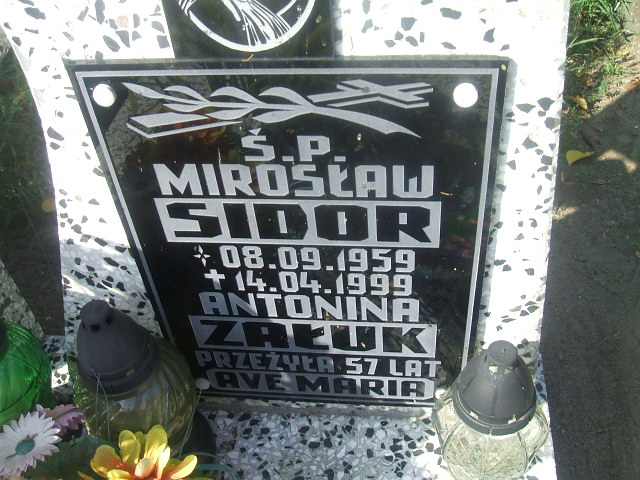 Ś.P.
MIROSŁAW
SIDOR
* 08.09.1959
† 14.04.1999
ANTONINA
ZAŁUK
PRZEŻYŁA 57 LAT
AVE MARIA